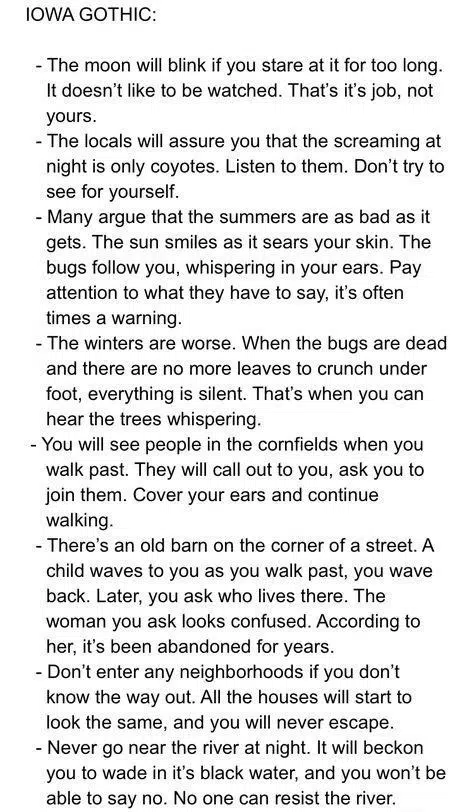 IOWA GOTHIC:
- The moon will blink if you stare at it for too long.
It doesn’t like to be watched. That’s it’s job, not
yours.
- The locals will assure you that the screaming at
night is only coyotes. Listen to them. Don’t try to
see for yourself.
- Many argue that the summers are as bad as it
gets. The sun smiles as it sears your skin. The
bugs follow you, whispering in your ears. Pay
attention to what they have to say, it’s often
times a warning.
- The winters are worse. When the bugs are dead
and there are no more leaves to crunch under
foot, everything is silent. That’s when you can
hear the trees whispering.
- You will see people in the cornfields when you
walk past. They will call out to you, ask you to
join them. Cover your ears and continue
walking.
- There’s an old barn on the corner of a street. A
child waves to you as you walk past, you wave
back. Later, you ask who lives there. The
woman you ask looks confused. According to
her, it’s been abandoned for years.
- Don’t enter any neighborhoods if you don’t
know the way out. All the houses will start to
look the same, and you will never escape.
- Never go near the river at night. It will beckon
you to wade in it’s black water, and you won’t be
able to say no. No one can resist the river.